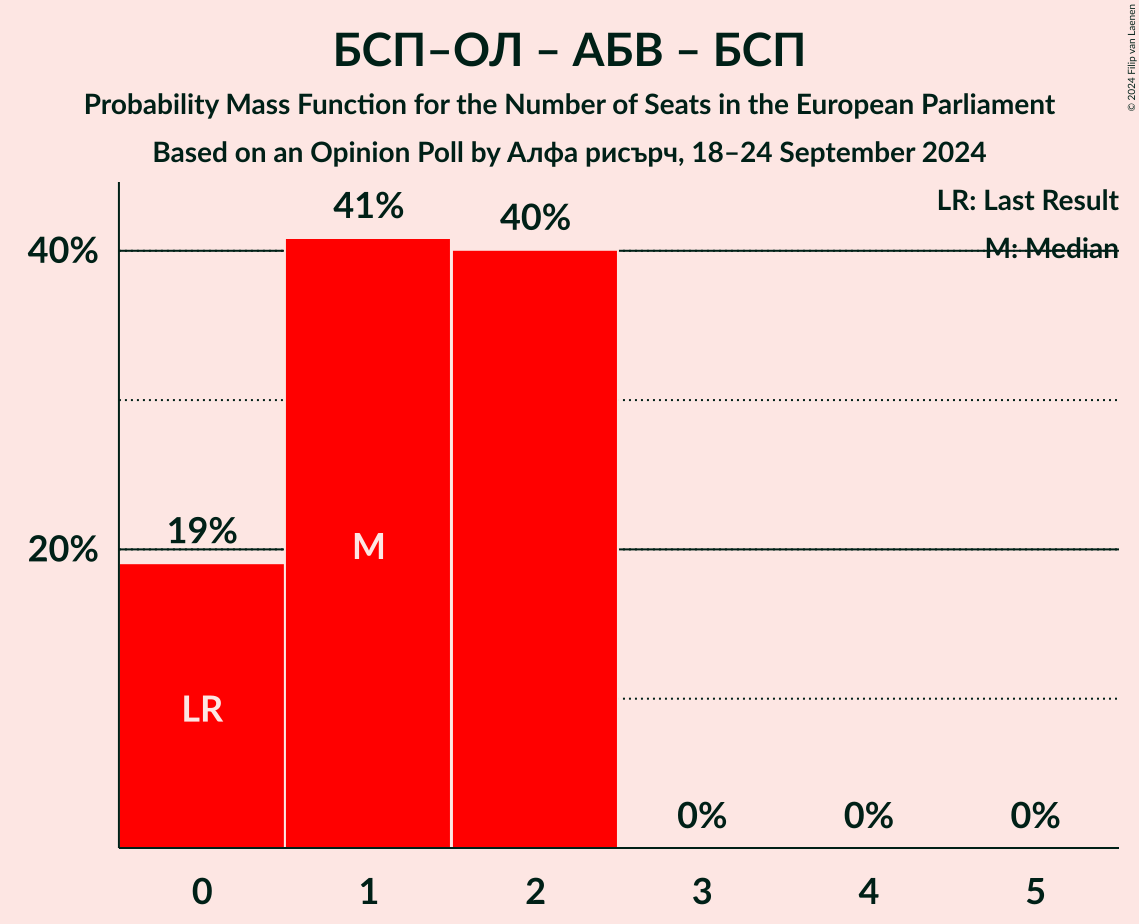 БСП–ОЛ – АБВ – БСП
Probability Mass Function for the Number of Seats in the European Parliament
Based on an Opinion Poll by Алфа рисърч, 18–24 September 2024
© 2024 Filip van Laenen
LR: Last Result
M: Median
41%
40%
40%
19%
20%
M
LR
0%
0%
0%
0
1
2
3
4
5